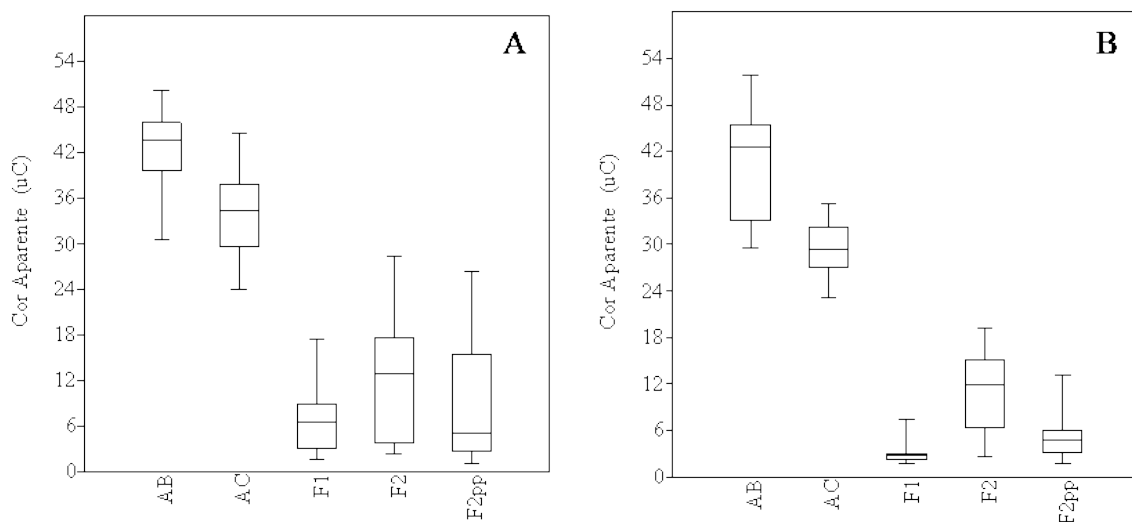 A
Cor Aparente (uC)
54
48
42
36
30
24
18
12
6
0
AB
AC
F1
F2
F2pp
B
Cor Aparente (uC)
54
48
42
36
30
24
18
12
6
0
AB
AC
F1
F2
F2pp